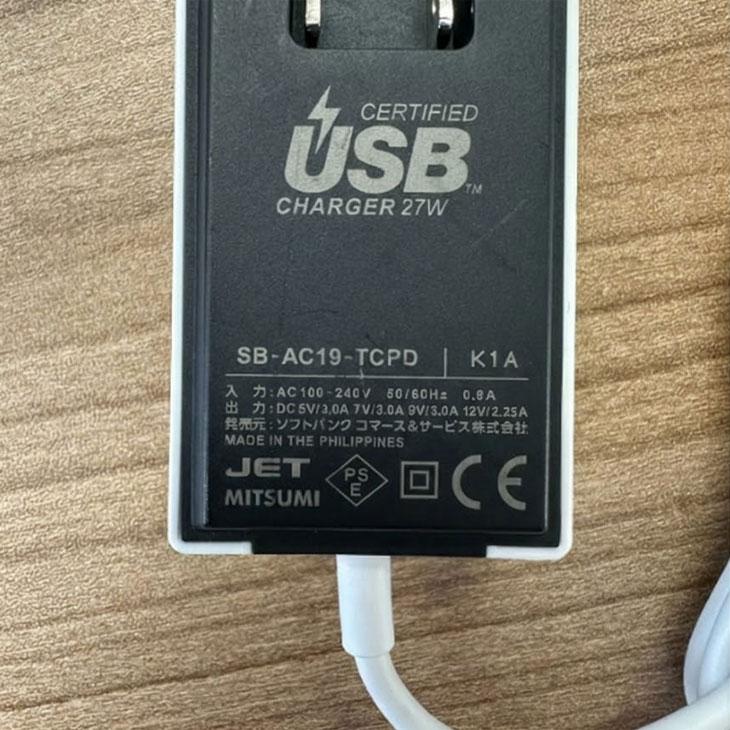 CERTIFIED
USB™
CHARGER 27W
SB-AC19-TCPD | K1A
入 力:AC100-240V 50/60Hz 0.8A
出 力:DC5V/3.0A 7V/3.0A 9V/3.0A 12V/2.25A
発売元:ソフトバンク コマース&サービス株式会社
MADE IN THE PHILIPPINES
JET
PS
E
CE
MITSUMI